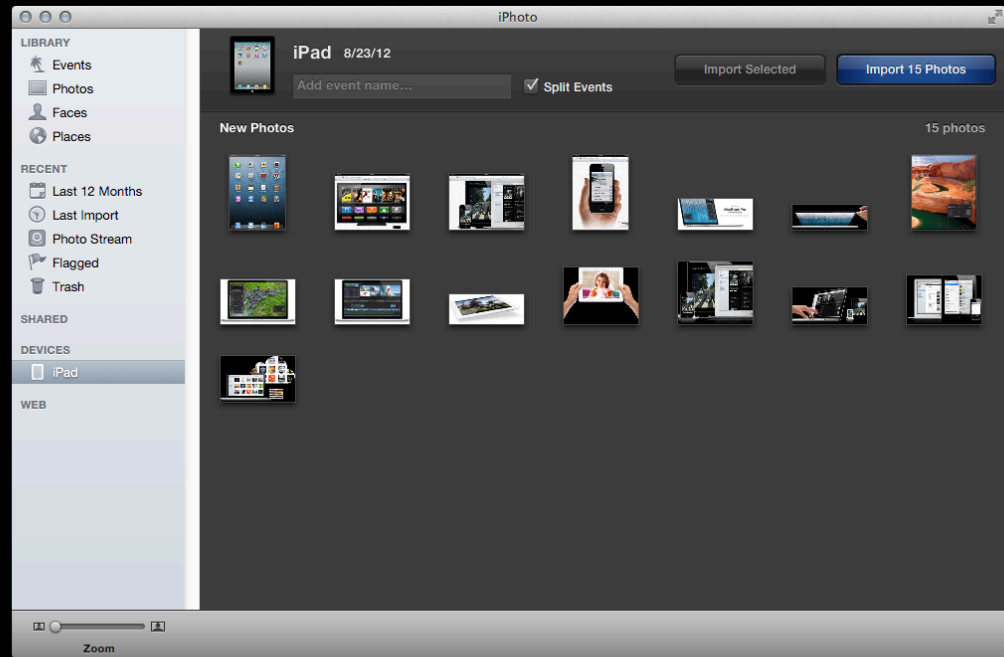 iPhoto
LIBRARY
Events
Photos
Faces
Places
RECENT
Last 12 Months
Last Import
Photo Stream
Flagged
Trash
SHARED
DEVICES
iPad
WEB
iPad 8/23/12
Add event name...
Split Events
Import Selected
Import 15 Photos
New Photos
15 photos
Zoom